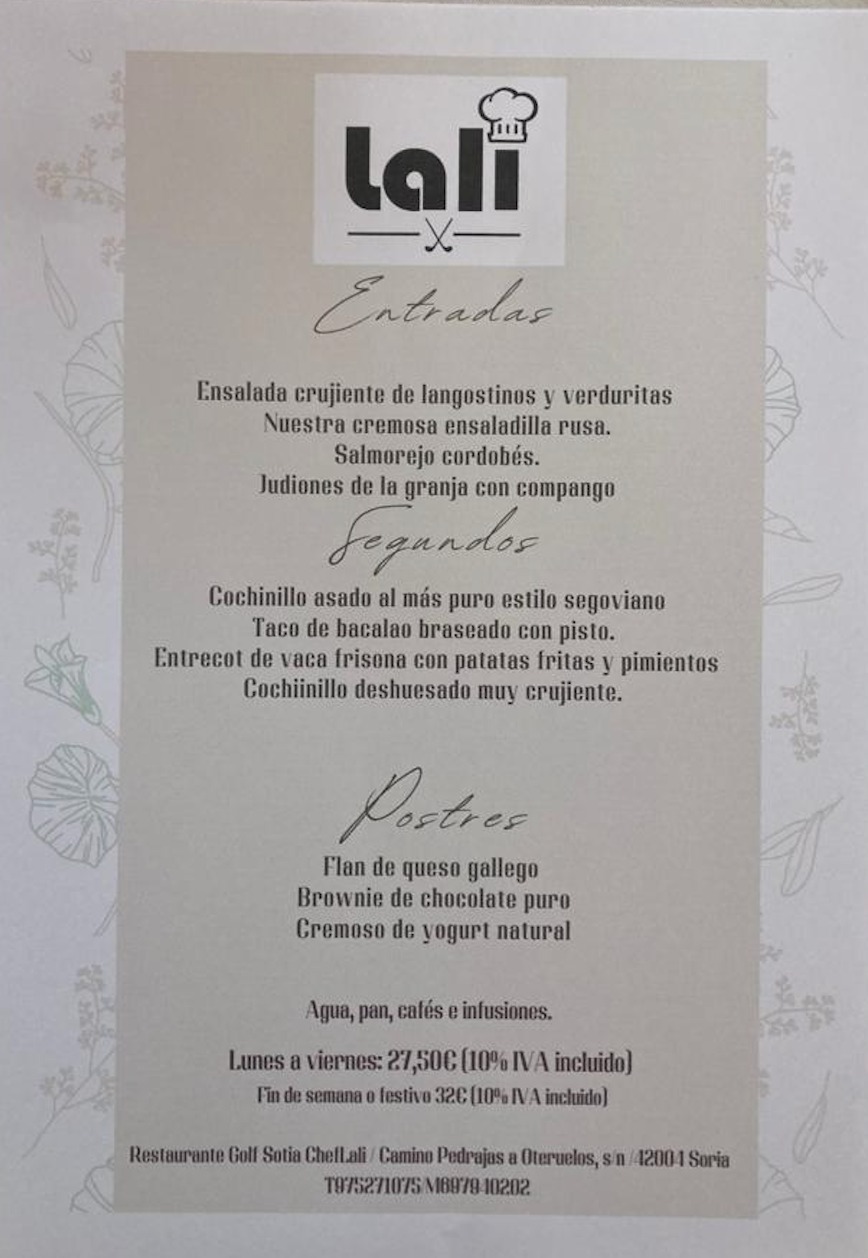 Lali
Entradas
Ensalada crujiente de langostinos y verduritas
Nuestra cremosa ensaladilla rusa.
Salmorejo cordobés.
Judiones de la granja con compango
Segundos
Cochinillo asado al más puro estilo segoviano
Taco de bacalao braseado con pisto.
Entrecot de vaca frisona con patatas fritas y pimientos
Cochiinillo deshuesado muy crujiente.
Postres
Flan de queso gallego
Brownie de chocolate puro
Cremoso de yogurt natural
Agua, pan, cafés e infusiones.
Lunes a viernes: 27,50€ (10% IVA incluido)
Fin de semana o festivo 32€ (10% IVA incluido)
Restaurante Golf Sotia ChefLali / Camino Pedrajas a Oteruelos, s/n /42004 Soria
T975271075/M697940202